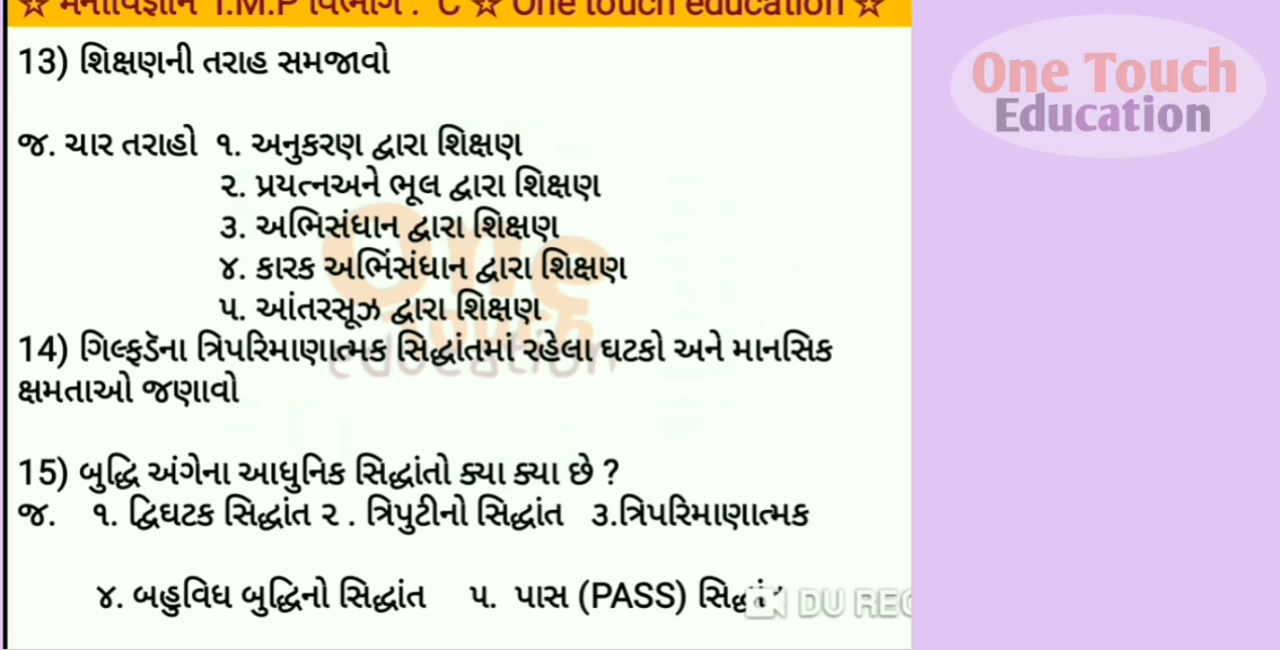 ☆ મનોવિજ્ઞાન I.M.P વિભાગ : C ☆ One touch education ☆
One Touch
Education
13) શિક્ષણની તરાહ સમજાવો
જ. ચાર તરાહો ૧. અનુકરણ દ્વારા શિક્ષણ
૨. પ્રયત્નઅને ભૂલ દ્વારા શિક્ષણ
૩. અભિસંધાન દ્વારા શિક્ષણ
૪. કારક અભિંસંધાન દ્વારા શિક્ષણ
૫. આંતરસૂઝ દ્વારા શિક્ષણ
14) ગિલ્ફર્ડના ત્રિપરિમાણાત્મક સિદ્ધાંતમાં રહેલા ઘટકો અને માનસિક
ક્ષમતાઓ જણાવો
15) બુદ્ધિ અંગેના આધુનિક સિદ્ધાંતો ક્યા ક્યા છે ?
જ. ૧. દ્વિઘટક સિદ્ધાંત ૨ . ત્રિપુટીનો સિદ્ધાંત ૩.ત્રિપરિમાણાત્મક
૪. બહુવિધ બુદ્ધિનો સિદ્ધાંત ૫. પાસ (PASS) સિદ્ધાંત
DU REC